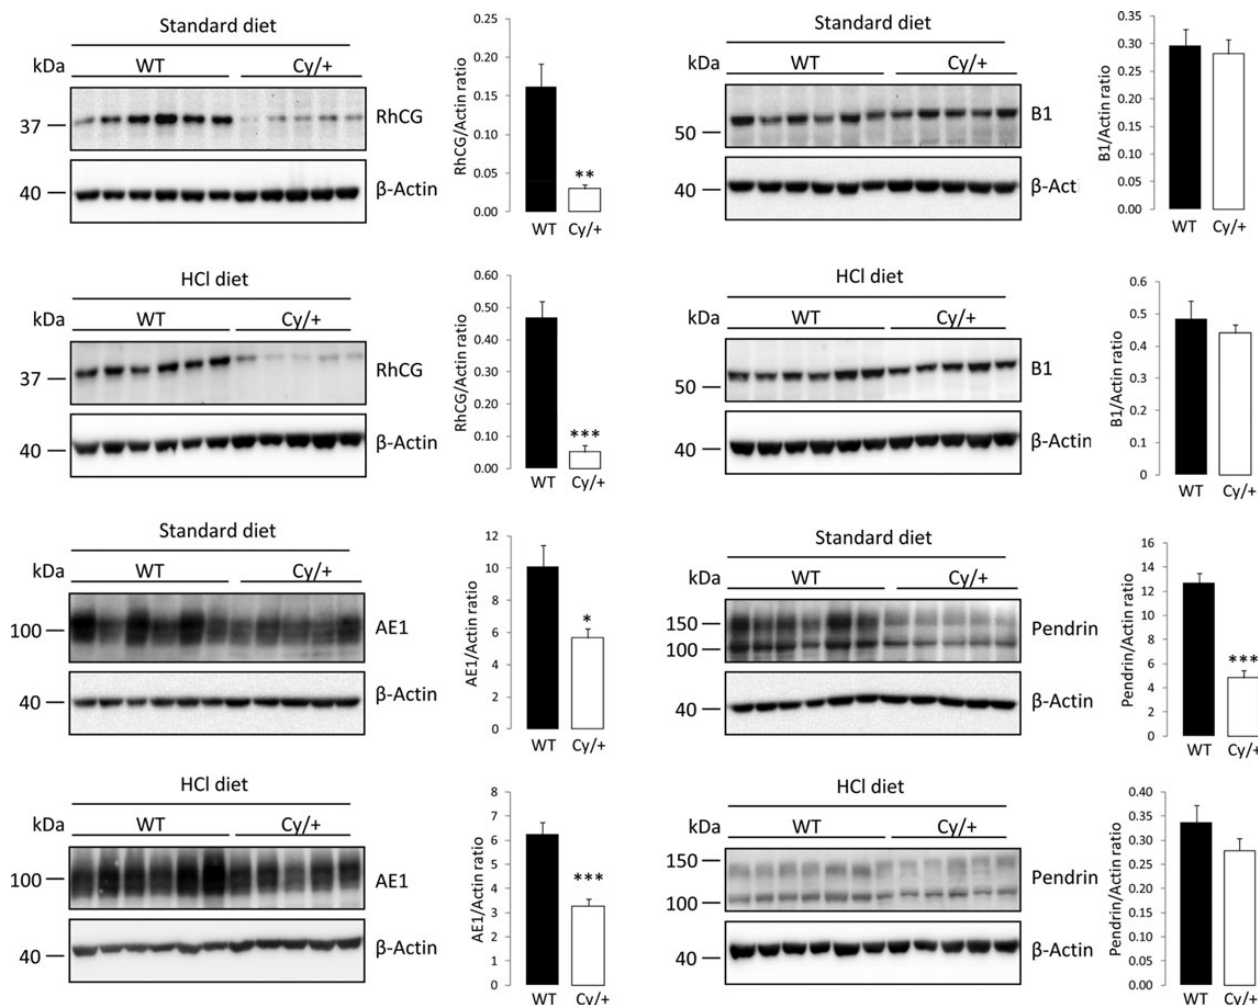 Standard diet
kDa
WT
Cy/+
37
RhCG
40
β-Actin
RhCG/Actin ratio
0.25
0.20
0.15
0.10
0.05
0.00
**
WT
Cy/+
Standard diet
kDa
WT
Cy/+
50
B1
40
β-Acti
B1/Actin ratio
0.35
0.30
0.25
0.20
0.15
0.10
0.05
0.00
WT
Cy/+
HCl diet
kDa
WT
Cy/+
37
RhCG
40
β-Actin
RhCG/Actin ratio
0.60
0.50
0.40
0.30
0.20
0.10
0.00
***
WT
Cy/+
HCl diet
kDa
WT
Cy/+
50
B1
40
β-Actin
B1/Actin ratio
0.6
0.5
0.4
0.3
0.2
0.1
0
WT
Cy/+
Standard diet
kDa
WT
Cy/+
100
AE1
40
β-Actin
AE1/Actin ratio
12
10
8
6
4
2
0
*
WT
Cy/+
Standard diet
kDa
WT
Cy/+
150
100
Pendrin
40
β-Actin
Pendrin/Actin ratio
16
14
12
10
8
6
4
2
0
***
WT
Cy/+
HCl diet
kDa
WT
Cy/+
100
AE1
40
β-Actin
AE1/Actin ratio
8
7
6
5
4
3
2
1
0
***
WT
Cy/+
HCl diet
kDa
WT
Cy/+
150
100
Pendrin
40
β-Actin
Pendrin/Actin ratio
0.40
0.35
0.30
0.25
0.20
0.15
0.10
0.05
0.00
WT
Cy/+